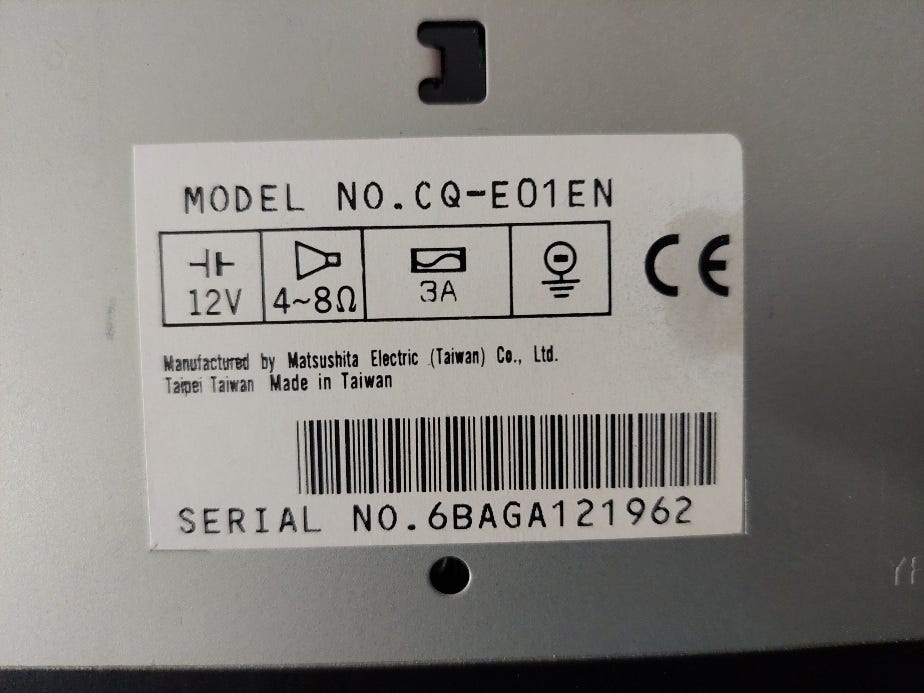 MODEL NO.CQ-E01EN
12V 4~8Ω 3A
CE
Manufactured by Matsushita Electric (Taiwan) Co., Ltd.
Taipei Taiwan Made in Taiwan
SERIAL NO.6BAGA121962